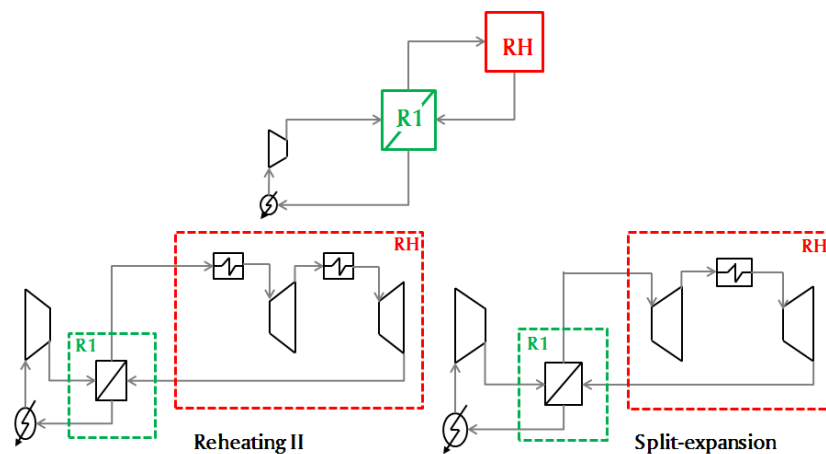 RH
R1
RH
RH
R1
R1
Reheating II
Split-expansion